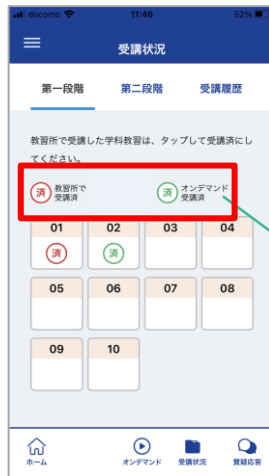 docomo 11:46 52%
受講状況
第一段階 第二段階 受講履歴
教習所で受講した学科教習は、タップして受講済にし
てください。
済 教習所で 済 オンデマンド
受講済 受講済
01 02 03 04
済 済
05 06 07 08
09 10
ホーム オンデマンド 受講状況 質疑応答